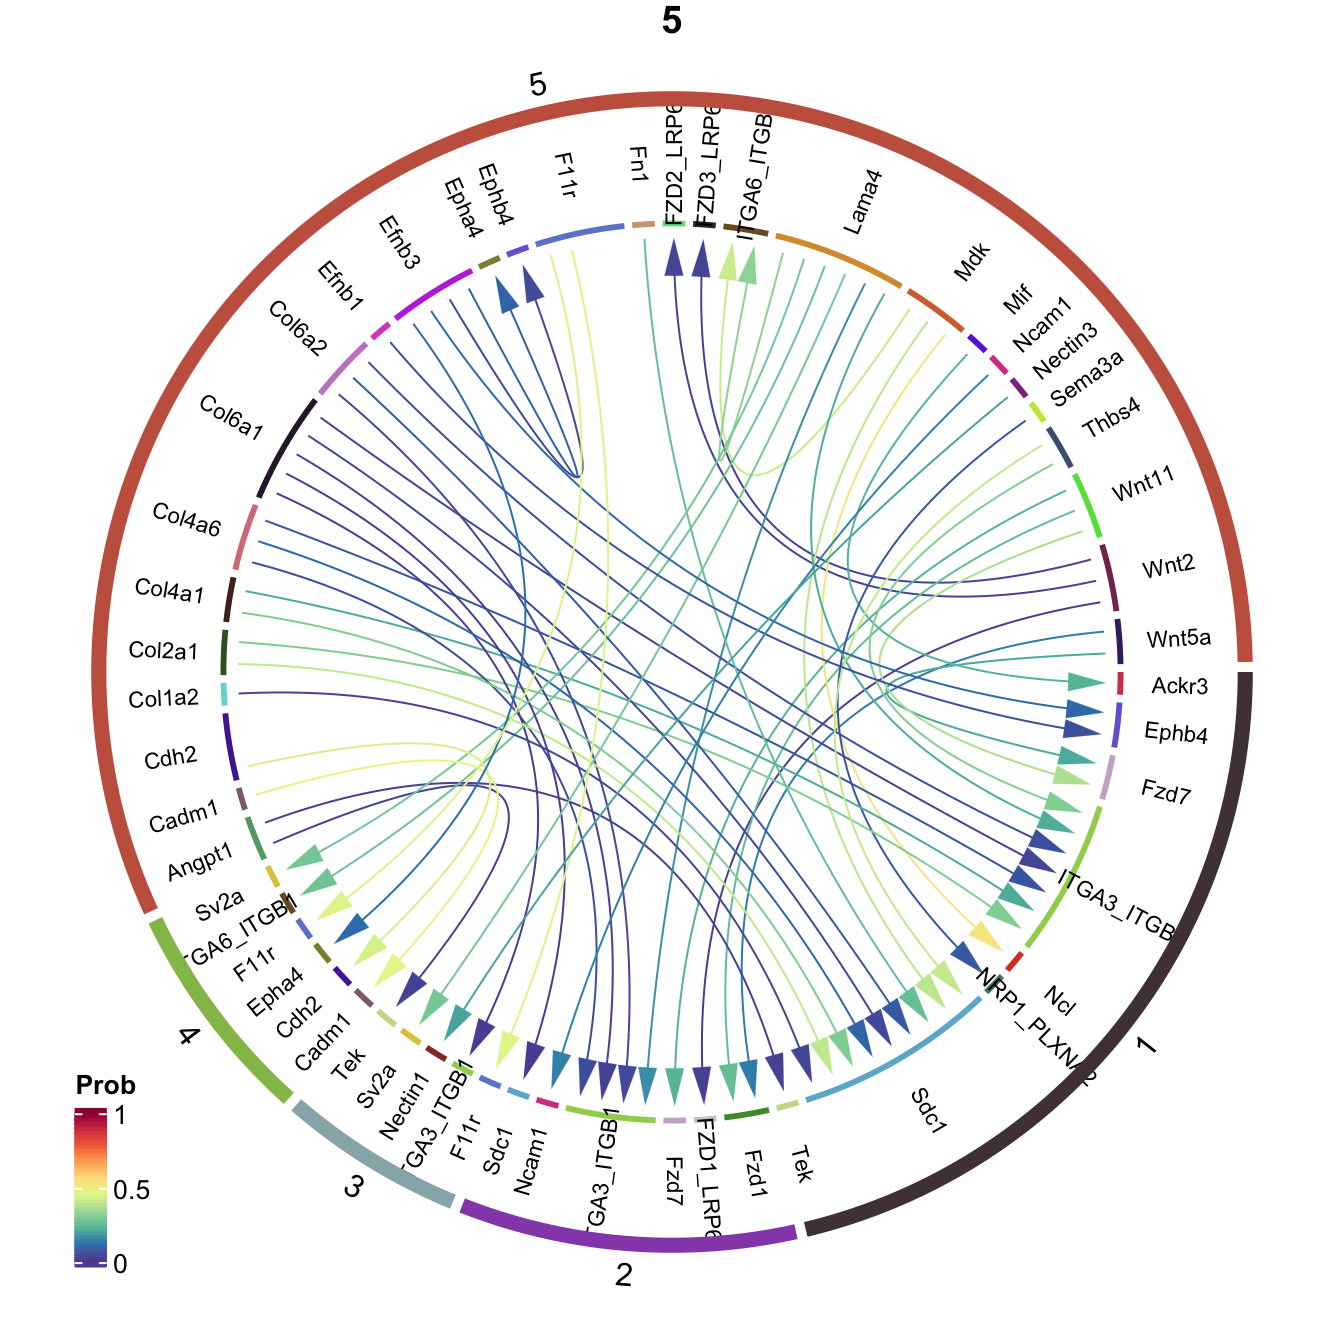 5
5
Angpt1
Cadm1
Cdh2
Col1a2
Col2a1
Col4a1
Col4a6
Col6a1
Col6a2
Efnb1
Efnb3
Epha4
Ephb4
F11r
Fn1
FZD2_LRP6
FZD3_LRP6
ITGA6_ITGB
Lama4
Mdk
Mif
Ncam1
Nectin3
Sema3a
Thbs4
Wnt11
Wnt2
Wnt5a
Ackr3
Ephb4
Fzd7
ITGA3_ITGB
Ncl
NRP1_PLXNA2
Sdc1
1
Tek
Fzd1
FZD1_LRP6
Fzd7
TGA3_ITGB1
Ncam1
Sdc1
2
F11r
TGA3_ITGB1
Nectin1
Sv2a
Tek
3
Cadm1
Cdh2
Epha4
F11r
TGA6_ITGB1
Sv2a
4
Prob
1
0.5
0